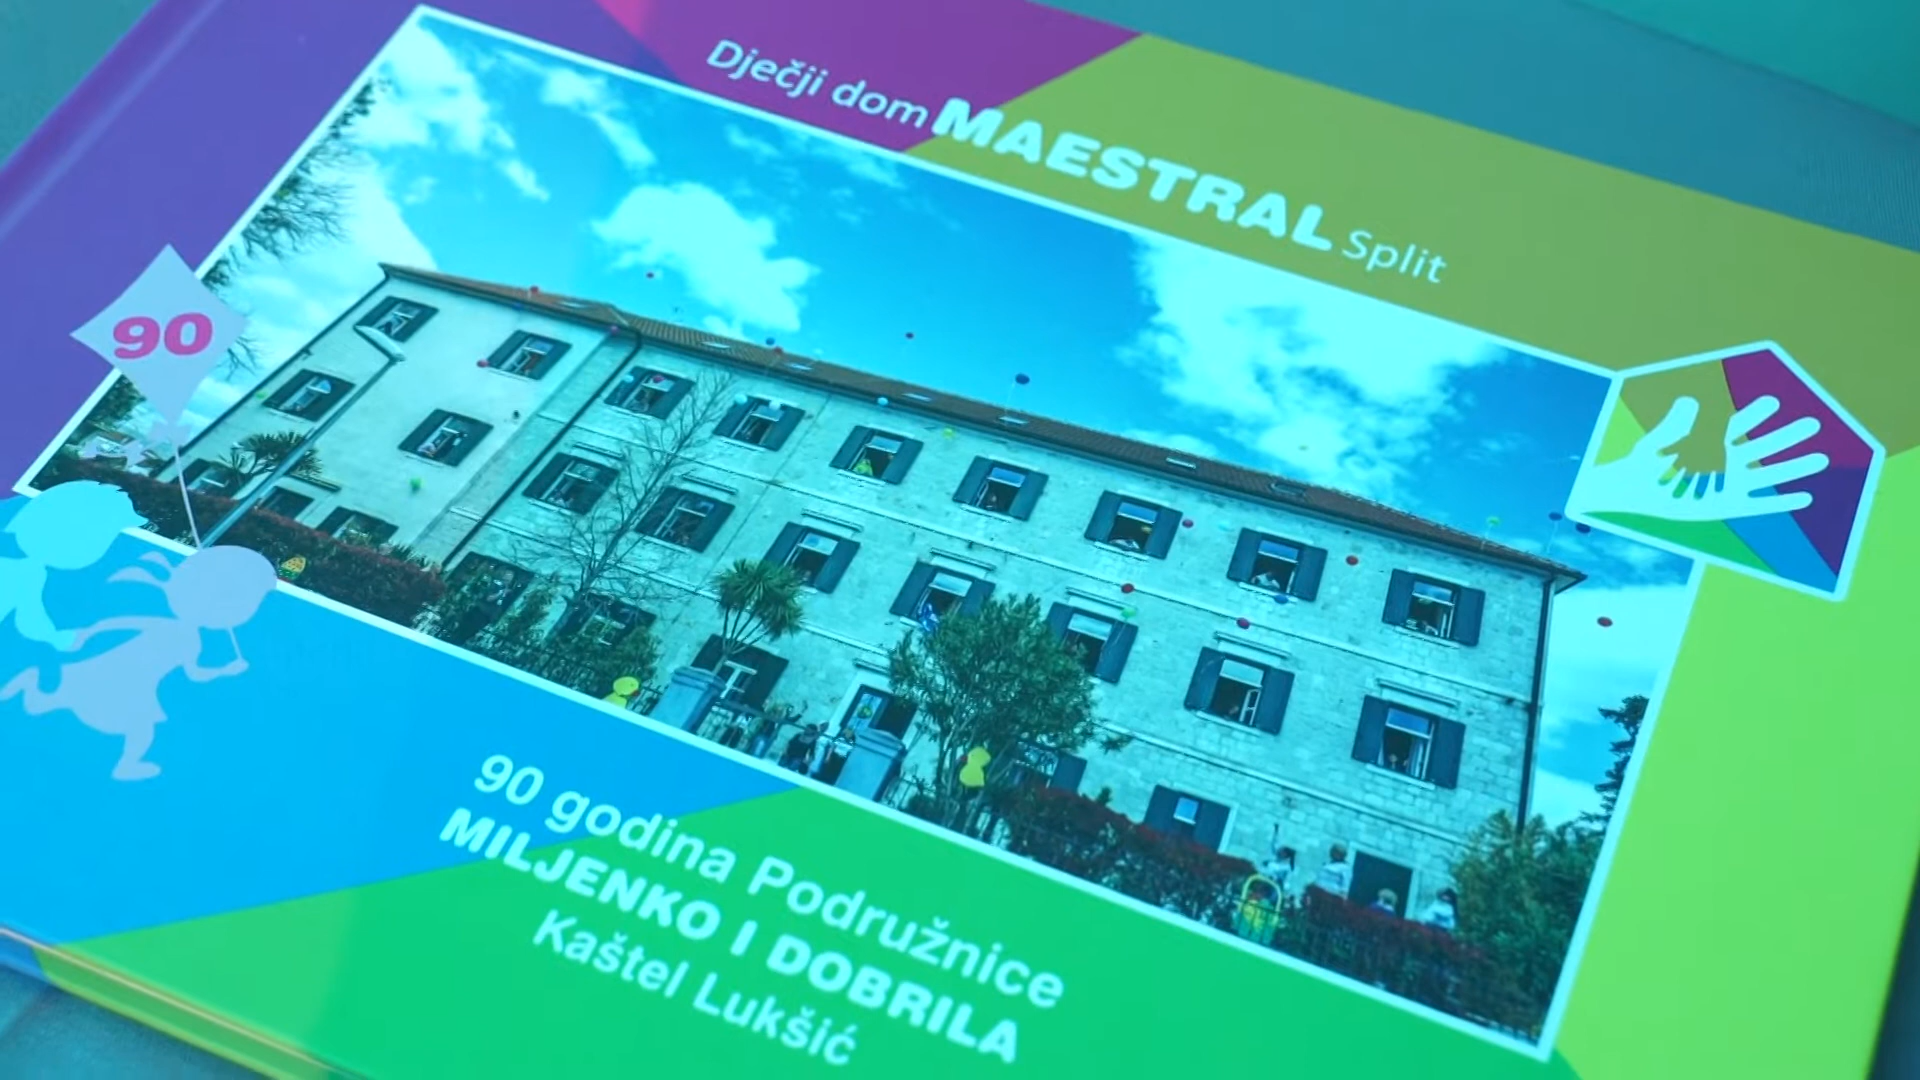 Dječji dom MAESTRAL Split
90
90 godina Podružnice
MILJENKO I DOBRILA
Kaštel Lukšić